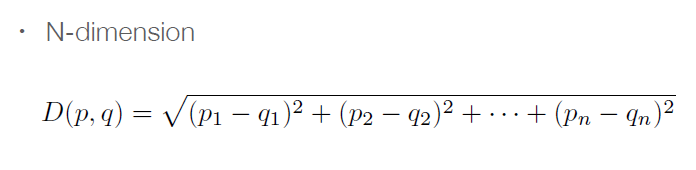 • N-dimension
D(p, q) = √(p₁ − q₁)² + (p₂ − q₂)² + ⋯ + (pₙ − qₙ)²